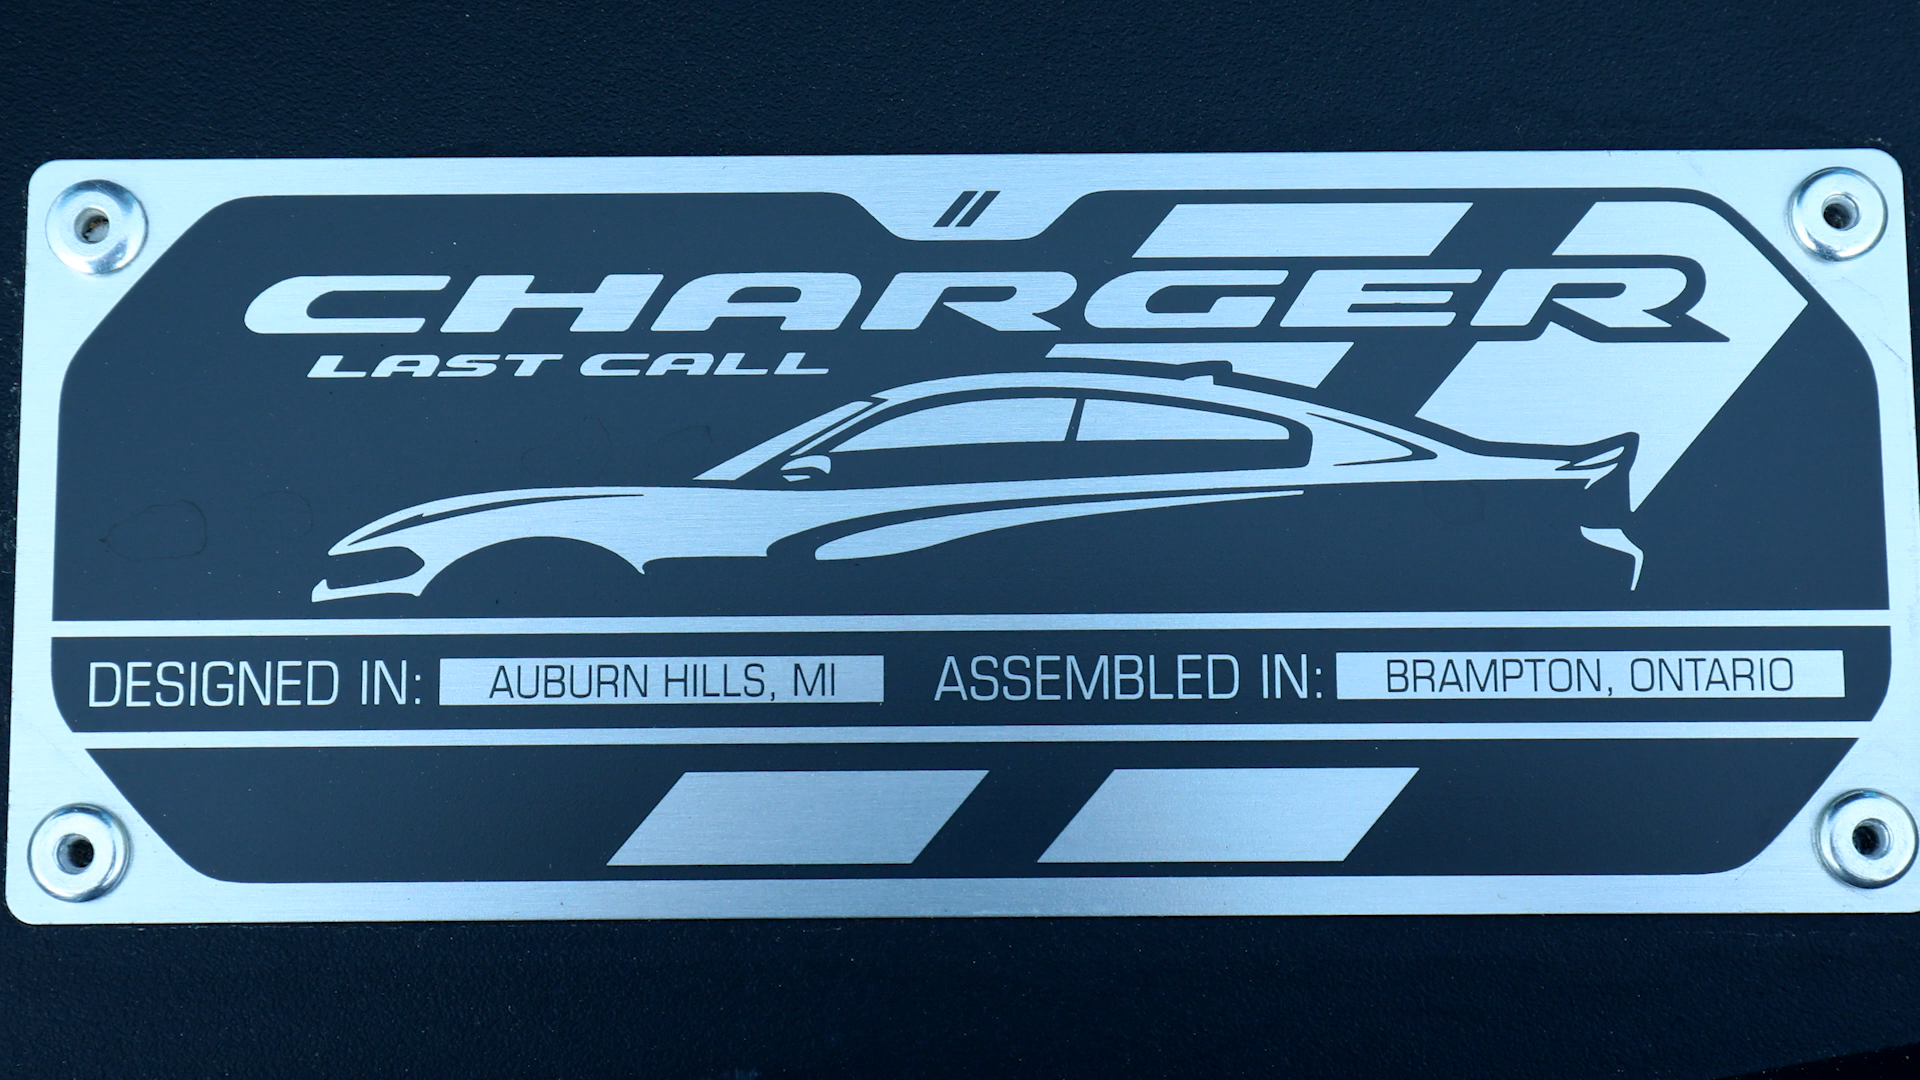 CHARGER
LAST CALL
DESIGNED IN: AUBURN HILLS, MI ASSEMBLED IN: BRAMPTON, ONTARIO